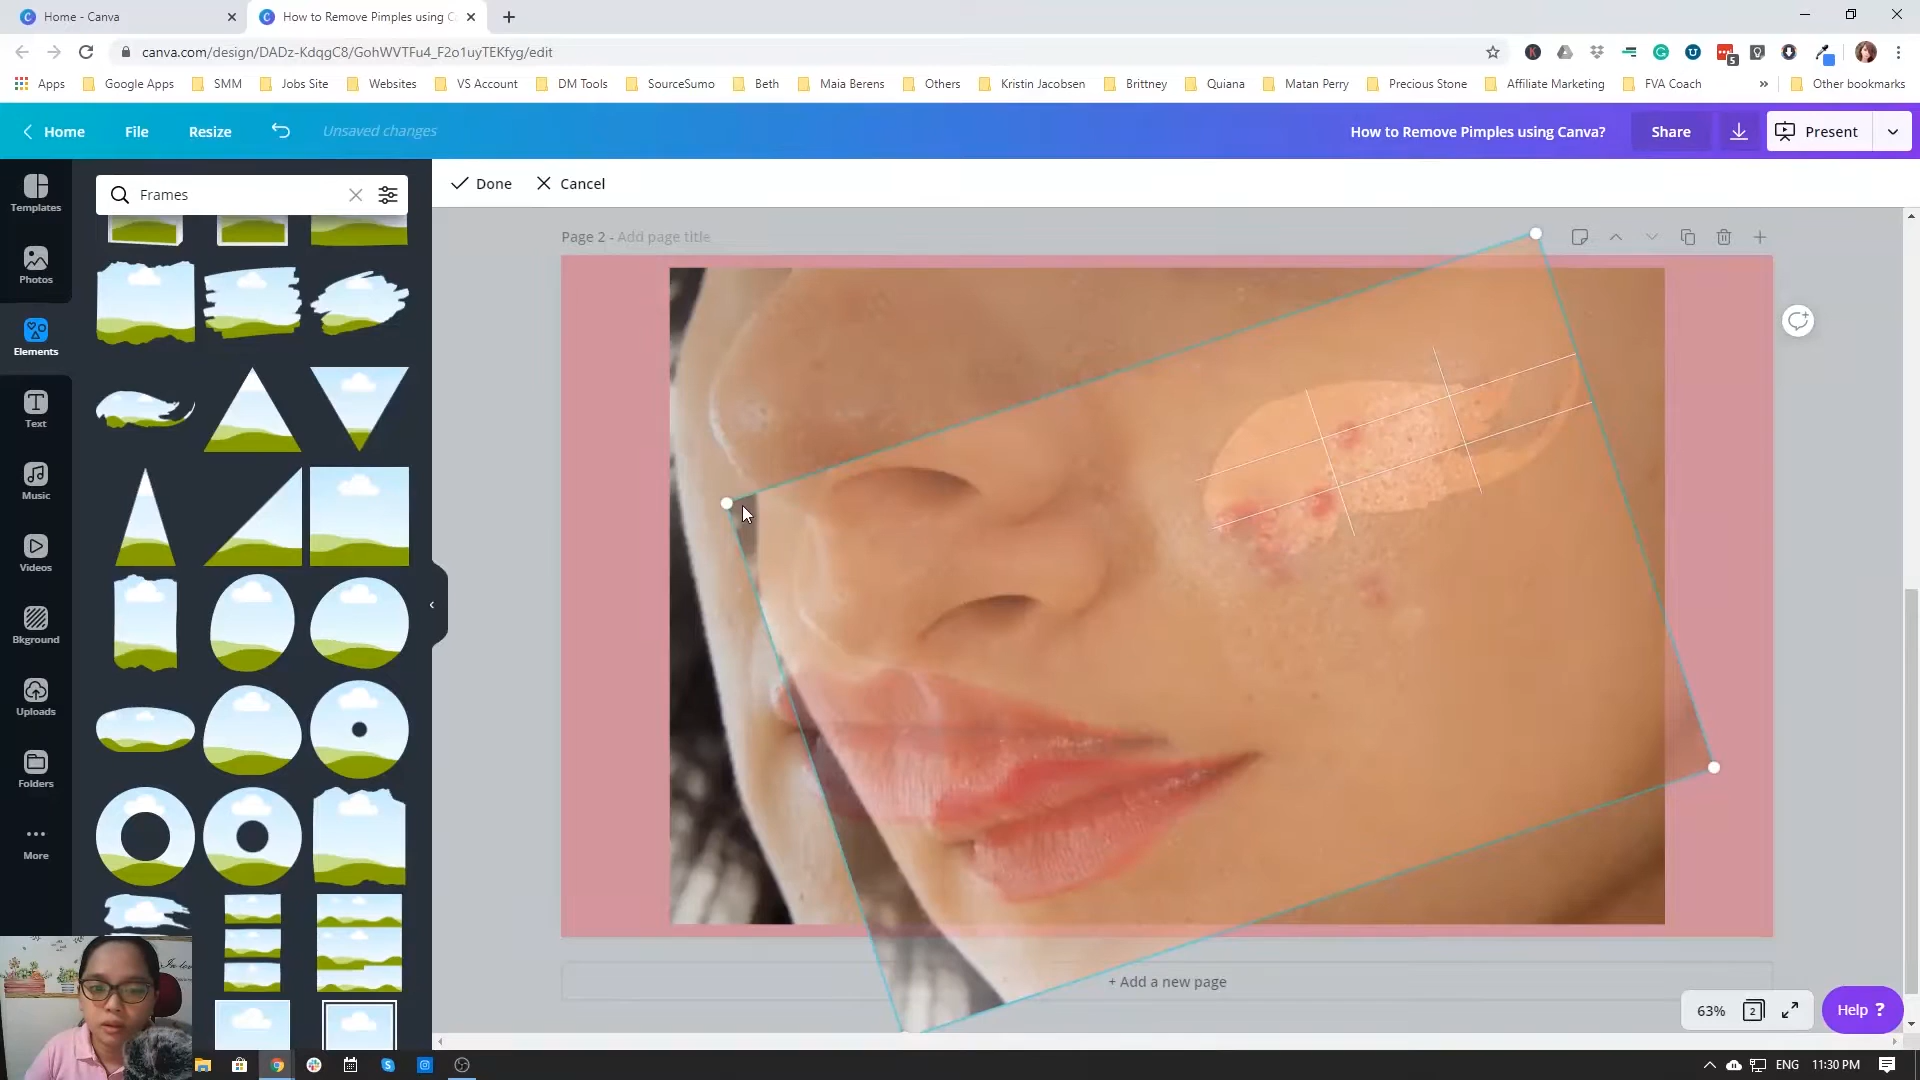 Home - Canva
How to Remove Pimples using C
canva.com/design/DADz-KdqgC8/GohWVTFu4_F2o1uyTEKfyg/edit
5
Apps
Google Apps
SMM
Jobs Site
Websites
VS Account
DM Tools
SourceSumo
Beth
Maia Berens
Others
Kristin Jacobsen
Brittney
Quiana
Matan Perry
Precious Stone
Affiliate Marketing
FVA Coach
»
Other bookmarks
Home
File
Resize
Unsaved changes
How to Remove Pimples using Canva?
Share
Present
Templates
Photos
Elements
Text
Music
Videos
Bkground
Uploads
Folders
More
Frames
Done
Cancel
Page 2 - Add page title
+ Add a new page
63%
2
Help ?
ENG
11:30 PM